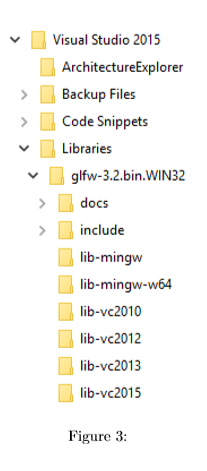 Visual Studio 2015
ArchitectureExplorer
Backup Files
Code Snippets
Libraries
glfw-3.2.bin.WIN32
docs
include
lib-mingw
lib-mingw-w64
lib-vc2010
lib-vc2012
lib-vc2013
lib-vc2015
Figure 3: